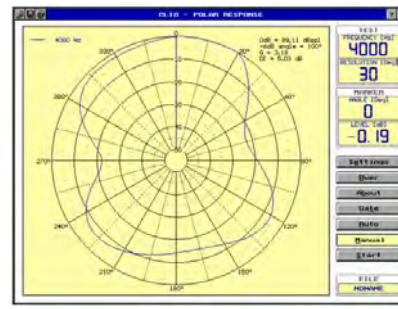 CLIO - POLAR RESPONSE
4000 Hz
0dB = 89,11 dBspl
-6dB angle = 100°
Q = 3,18
DI = 5,03 dB
0
330°
30°
300°
60°
270°
90°
240°
120°
210°
150°
180°
TEST
FREQUENCY [Hz]
4000
RESOLUTION [Deg]
30
MARKER
ANGLE [Deg]
0
LEVEL [dB]
-0.19
Settings
Over
About
Gate
Auto
Manual
Start
FILE
NONAME